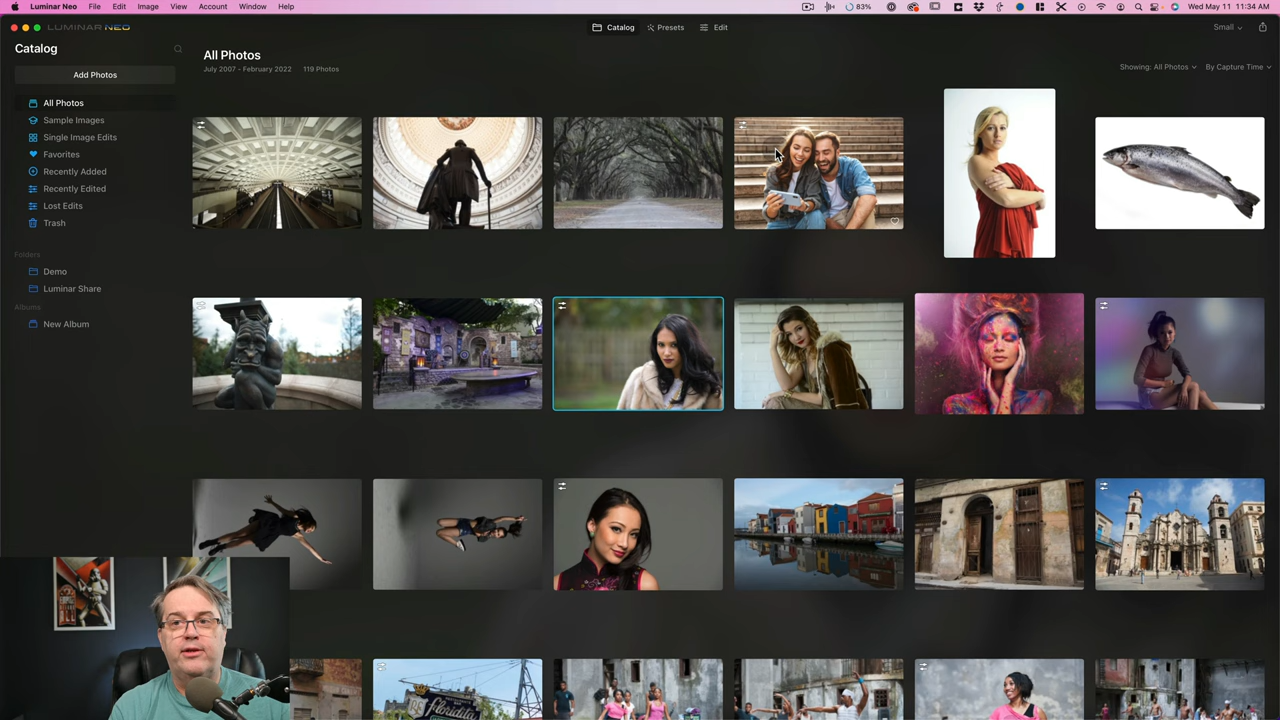 Luminar Neo File Edit Image View Account Window Help 83% Wed May 11 11:34 AM
LUMINAR NEO
Catalog Presets Edit
Small
Catalog
Add Photos
All Photos
Sample Images
Single Image Edits
Favorites
Recently Added
Recently Edited
Lost Edits
Trash
Folders
Demo
Luminar Share
Albums
New Album
All Photos
July 2007 - February 2022 119 Photos
Showing: All Photos By Capture Time
Floridita